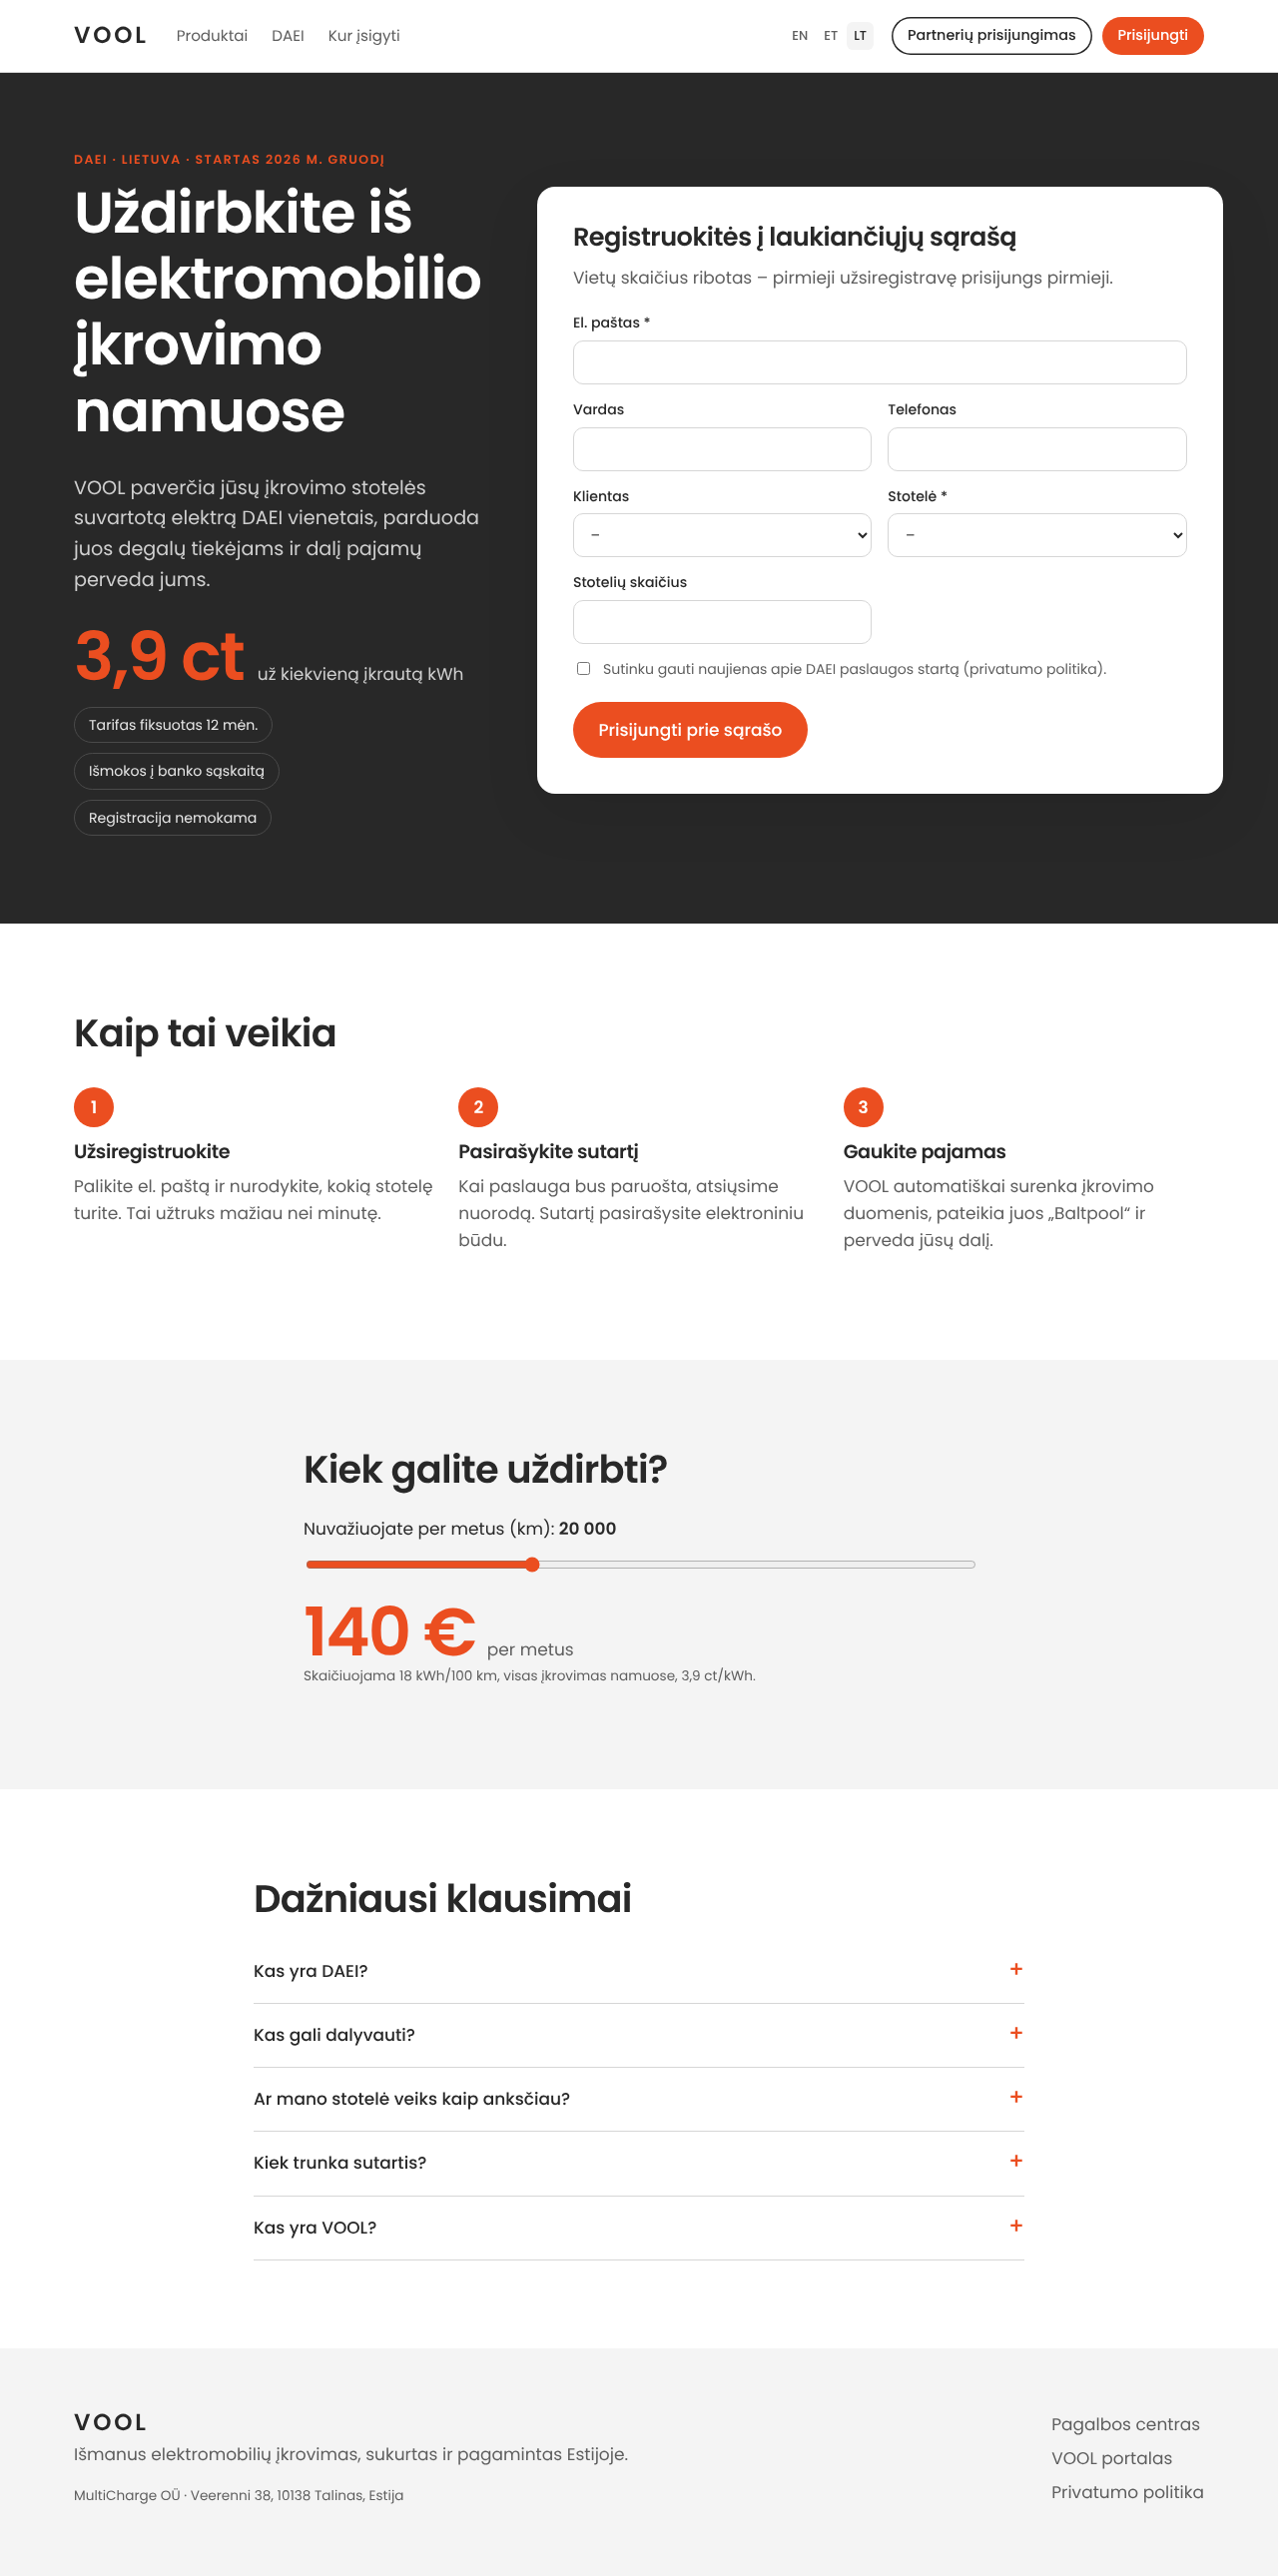 VOOL
Produktai
DAEI
Kur įsigyti
EN
ET
LT
Partnerių prisijungimas
Prisijungti
DAEI · LIETUVA · STARTAS 2026 M. GRUODĮ
Uždirbkite iš
elektromobilio
įkrovimo
namuose
VOOL paverčia jūsų įkrovimo stotelės
suvartotą elektrą DAEI vienetais, parduoda
juos degalų tiekėjams ir dalį pajamų
perveda jums.
3,9 ct už kiekvieną įkrautą kWh
Tarifas fiksuotas 12 mėn.
Išmokos į banko sąskaitą
Registracija nemokama
Registruokitės į laukiančiųjų sąrašą
Vietų skaičius ribotas – pirmieji užsiregistravę prisijungs pirmieji.
El. paštas *
Vardas
Telefonas
Klientas
Stotelė *
–
–
Stotelių skaičius
Sutinku gauti naujienas apie DAEI paslaugos startą (privatumo politika).
Prisijungti prie sąrašo
Kaip tai veikia
1
Užsiregistruokite
Palikite el. paštą ir nurodykite, kokią stotelę
turite. Tai užtruks mažiau nei minutę.
2
Pasirašykite sutartį
Kai paslauga bus paruošta, atsiųsime
nuorodą. Sutartį pasirašysite elektroniniu
būdu.
3
Gaukite pajamas
VOOL automatiškai surenka įkrovimo
duomenis, pateikia juos „Baltpool“ ir
perveda jūsų dalį.
Kiek galite uždirbti?
Nuvažiuojate per metus (km): 20 000
140 € per metus
Skaičiuojama 18 kWh/100 km, visas įkrovimas namuose, 3,9 ct/kWh.
Dažniausi klausimai
Kas yra DAEI? +
Kas gali dalyvauti? +
Ar mano stotelė veiks kaip anksčiau? +
Kiek trunka sutartis? +
Kas yra VOOL? +
VOOL
Išmanus elektromobilių įkrovimas, sukurtas ir pagamintas Estijoje.
MultiCharge OÜ · Veerenni 38, 10138 Talinas, Estija
Pagalbos centras
VOOL portalas
Privatumo politika